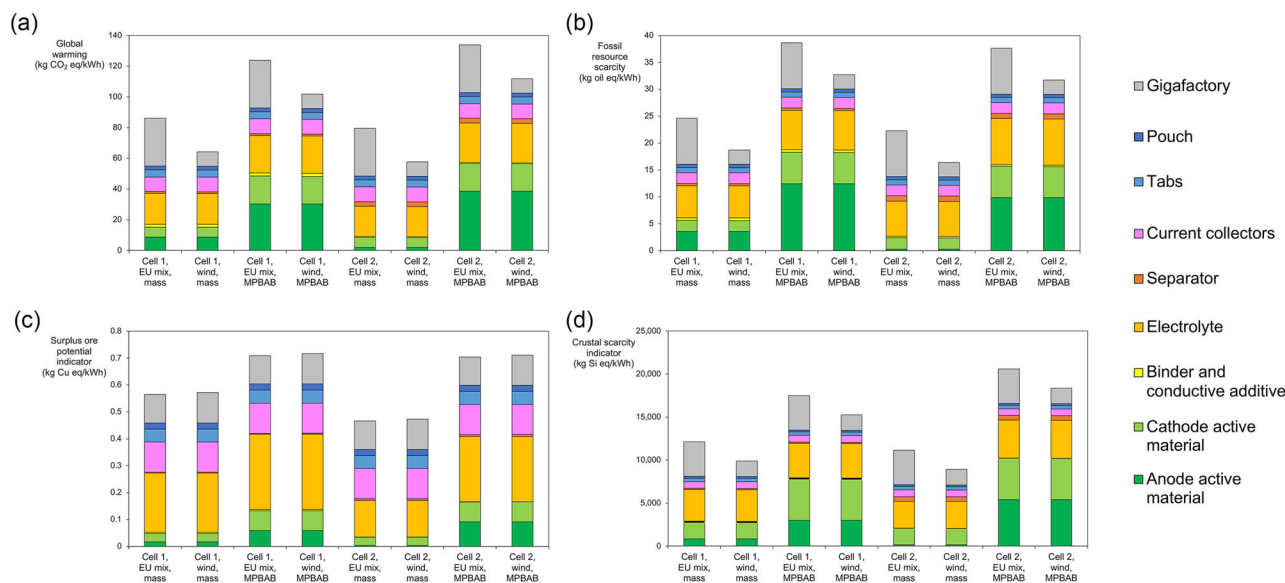 (a)
Global
warming
(kg CO₂ eq/kWh)
140
120
100
80
60
40
20
0
Cell 1,
EU mix,
mass
Cell 1,
wind,
mass
Cell 1,
EU mix,
MPBAB
Cell 1,
wind,
MPBAB
Cell 2,
EU mix,
mass
Cell 2,
wind,
mass
Cell 2,
EU mix,
MPBAB
Cell 2,
wind,
MPBAB
(b)
Fossil
resource
scarcity
(kg oil eq/kWh)
40
35
30
25
20
15
10
5
0
Cell 1,
EU mix,
mass
Cell 1,
wind,
mass
Cell 1,
EU mix,
MPBAB
Cell 1,
wind,
MPBAB
Cell 2,
EU mix,
mass
Cell 2,
wind,
mass
Cell 2,
EU mix,
MPBAB
Cell 2,
wind,
MPBAB
(c)
Surplus ore
potential
indicator
(kg Cu eq/kWh)
0.8
0.7
0.6
0.5
0.4
0.3
0.2
0.1
0
Cell 1,
EU mix,
mass
Cell 1,
wind,
mass
Cell 1,
EU mix,
MPBAB
Cell 1,
wind,
MPBAB
Cell 2,
EU mix,
mass
Cell 2,
wind,
mass
Cell 2,
EU mix,
MPBAB
Cell 2,
wind,
MPBAB
(d)
Crustal scarcity
indicator
(kg Si eq/kWh)
25,000
20,000
15,000
10,000
5,000
0
Cell 1,
EU mix,
mass
Cell 1,
wind,
mass
Cell 1,
EU mix,
MPBAB
Cell 1,
wind,
MPBAB
Cell 2,
EU mix,
mass
Cell 2,
wind,
mass
Cell 2,
EU mix,
MPBAB
Cell 2,
wind,
MPBAB
Gigafactory
Pouch
Tabs
Current collectors
Separator
Electrolyte
Binder and
conductive additive
Cathode active
material
Anode active
material